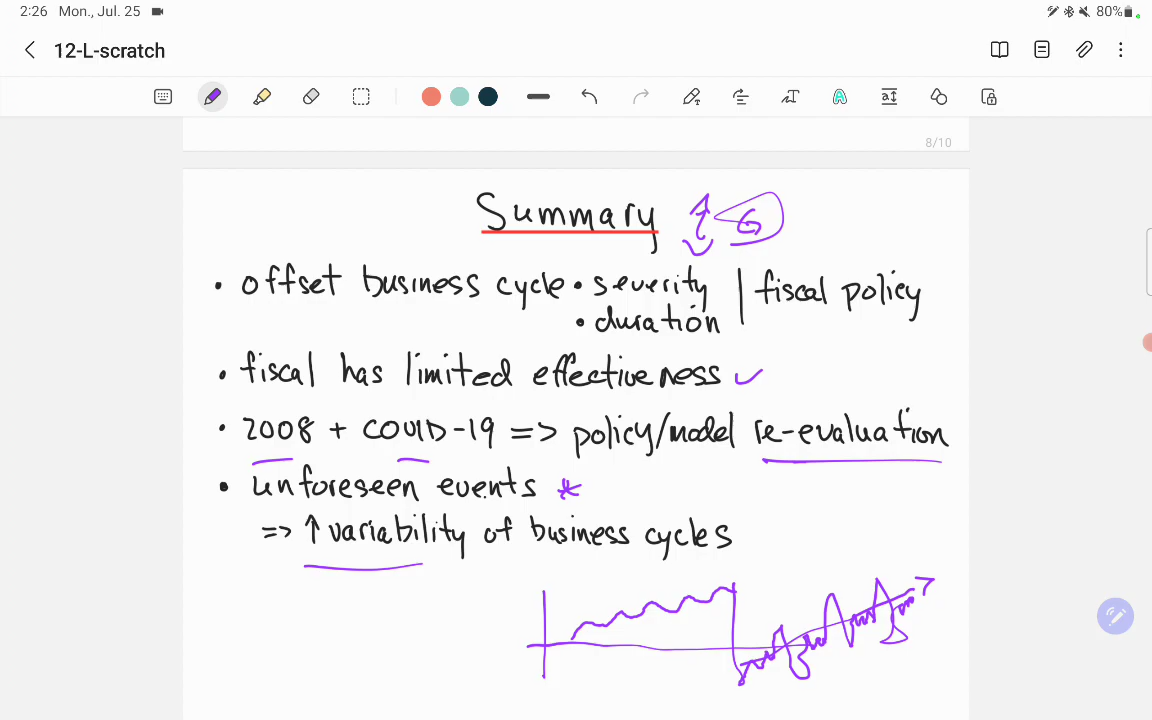 2:26 Mon., Jul. 25 80%
12-L-scratch
8/10
Summary G
• offset business cycle • severity | fiscal policy
• duration
• fiscal has limited effectiveness ✓
• 2008 + COVID-19 => policy/model re-evaluation
• unforeseen events *
=> ↑ variability of business cycles